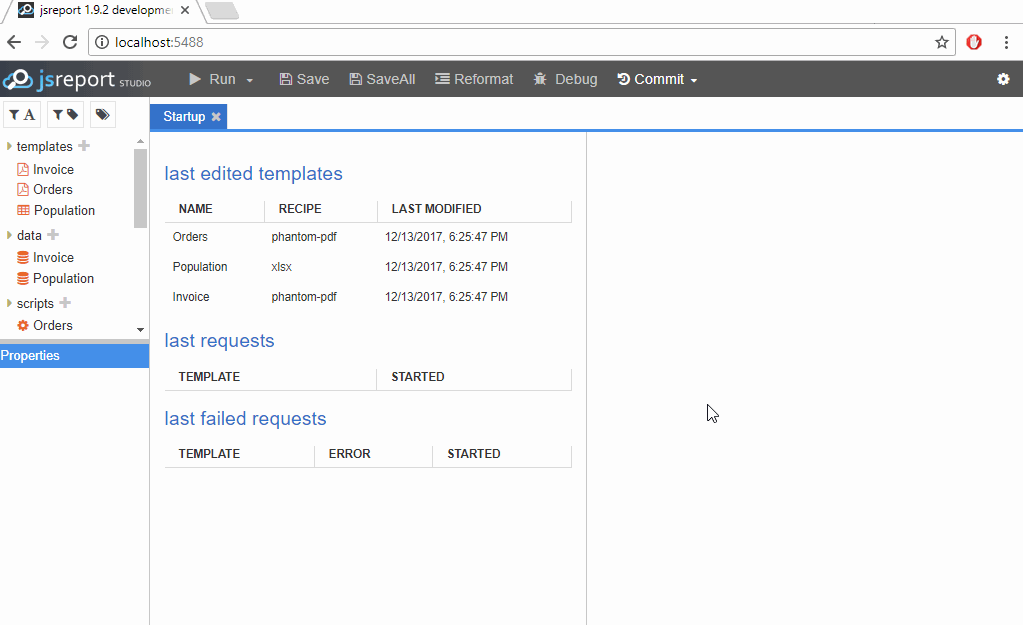 jsreport 1.9.2 developme
localhost:5488
jsreport STUDIO Run Save SaveAll Reformat Debug Commit
A
Startup
templates
Invoice
Orders
Population
data
Invoice
Population
scripts
Orders
Properties
last edited templates
NAME RECIPE LAST MODIFIED
Orders phantom-pdf 12/13/2017, 6:25:47 PM
Population xlsx 12/13/2017, 6:25:47 PM
Invoice phantom-pdf 12/13/2017, 6:25:47 PM
last requests
TEMPLATE STARTED
last failed requests
TEMPLATE ERROR STARTED